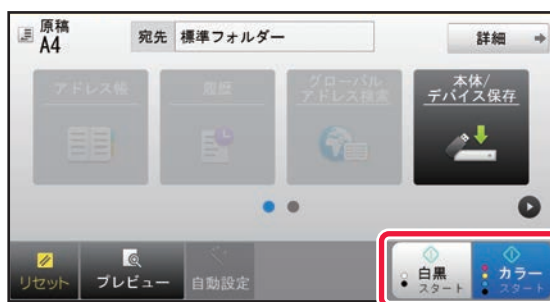 原稿
A4
宛先
標準フォルダー
詳細
アドレス帳
履歴
グローバル
アドレス検索
本体/
デバイス保存
リセット
プレビュー
自動設定
白黒
スタート
カラー
スタート